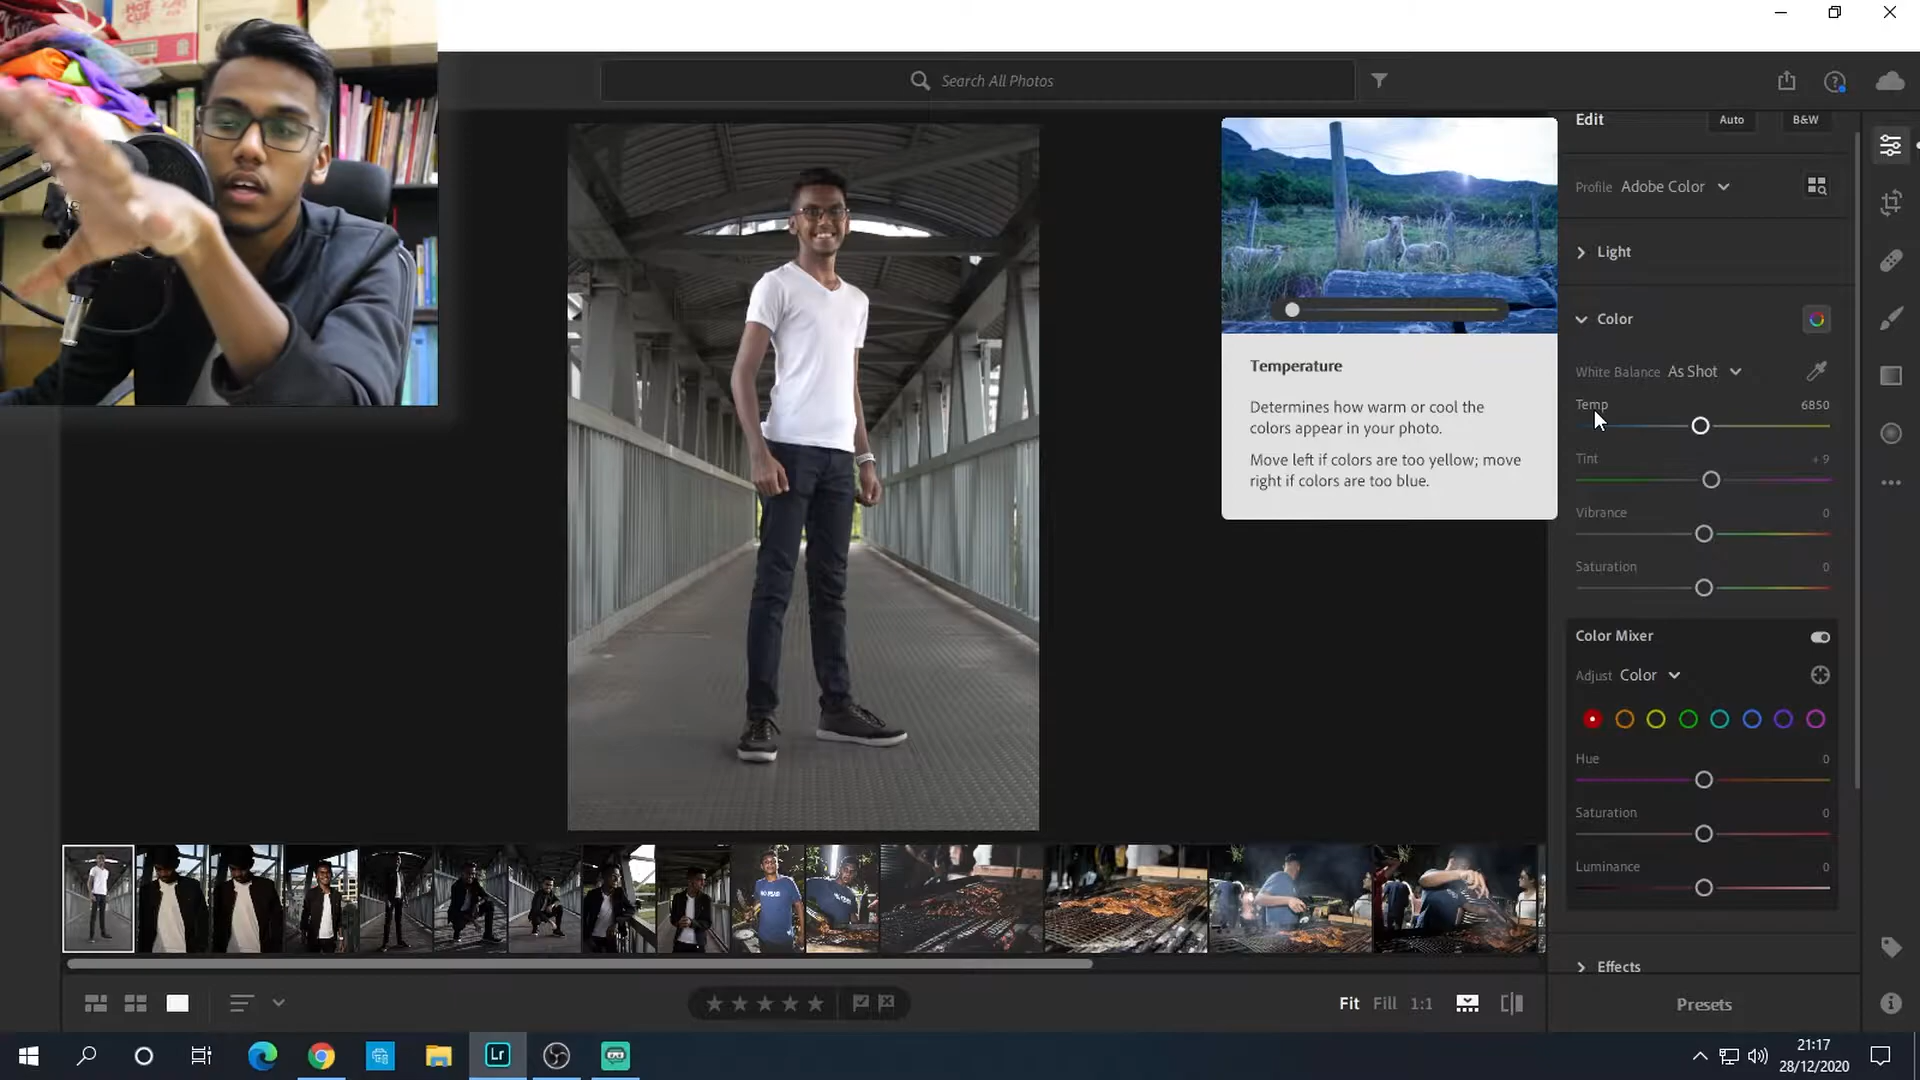 HOT
CUP
Search All Photos
Edit
Auto
B&W
Profile Adobe Color
Light
Color
White Balance As Shot
Temp 6850
Tint + 9
Vibrance 0
Saturation 0
Color Mixer
Adjust Color
Hue 0
Saturation 0
Luminance 0
Effects
Presets
Temperature
Determines how warm or cool the
colors appear in your photo.
Move left if colors are too yellow; move
right if colors are too blue.
Fit Fill 1:1
Lr
21:17
28/12/2020